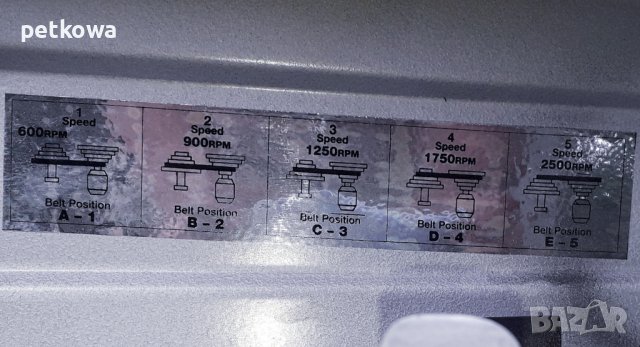 petkowa
1
Speed
600RPM
Belt Position
A - 1
2
Speed
900RPM
Belt Position
B - 2
3
Speed
1250RPM
Belt Position
C - 3
4
Speed
1750RPM
Belt Position
D - 4
5
Speed
2500RPM
Belt Position
E - 5
BAZAR